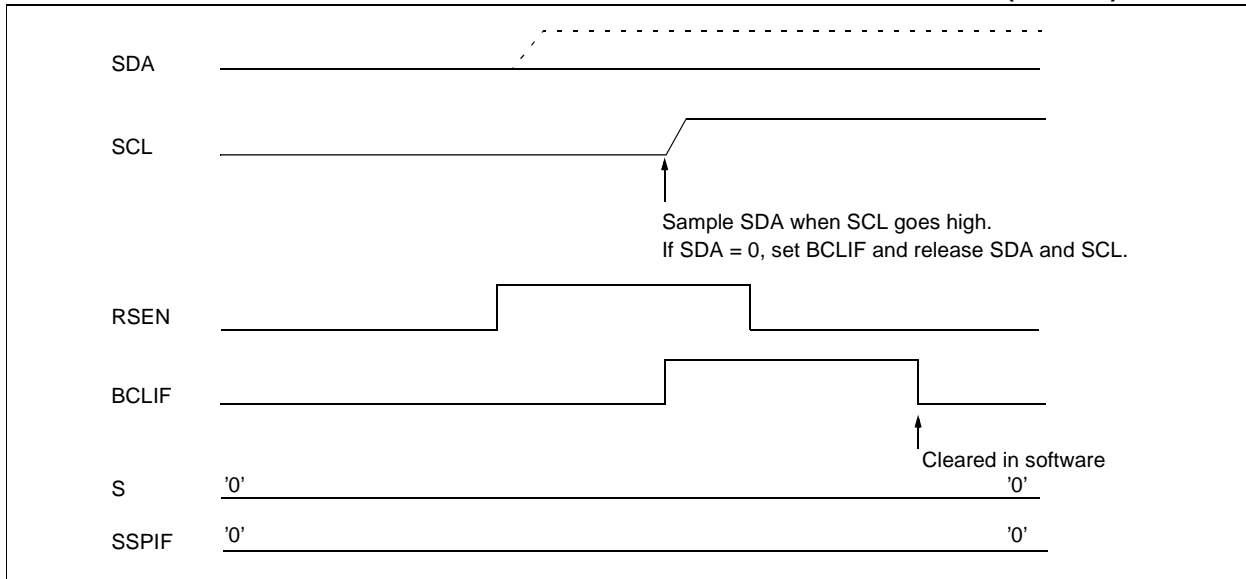 SDA
SCL
Sample SDA when SCL goes high.
If SDA = 0, set BCLIF and release SDA and SCL.
RSEN
BCLIF
Cleared in software
S '0' '0'
SSPIF '0' '0'